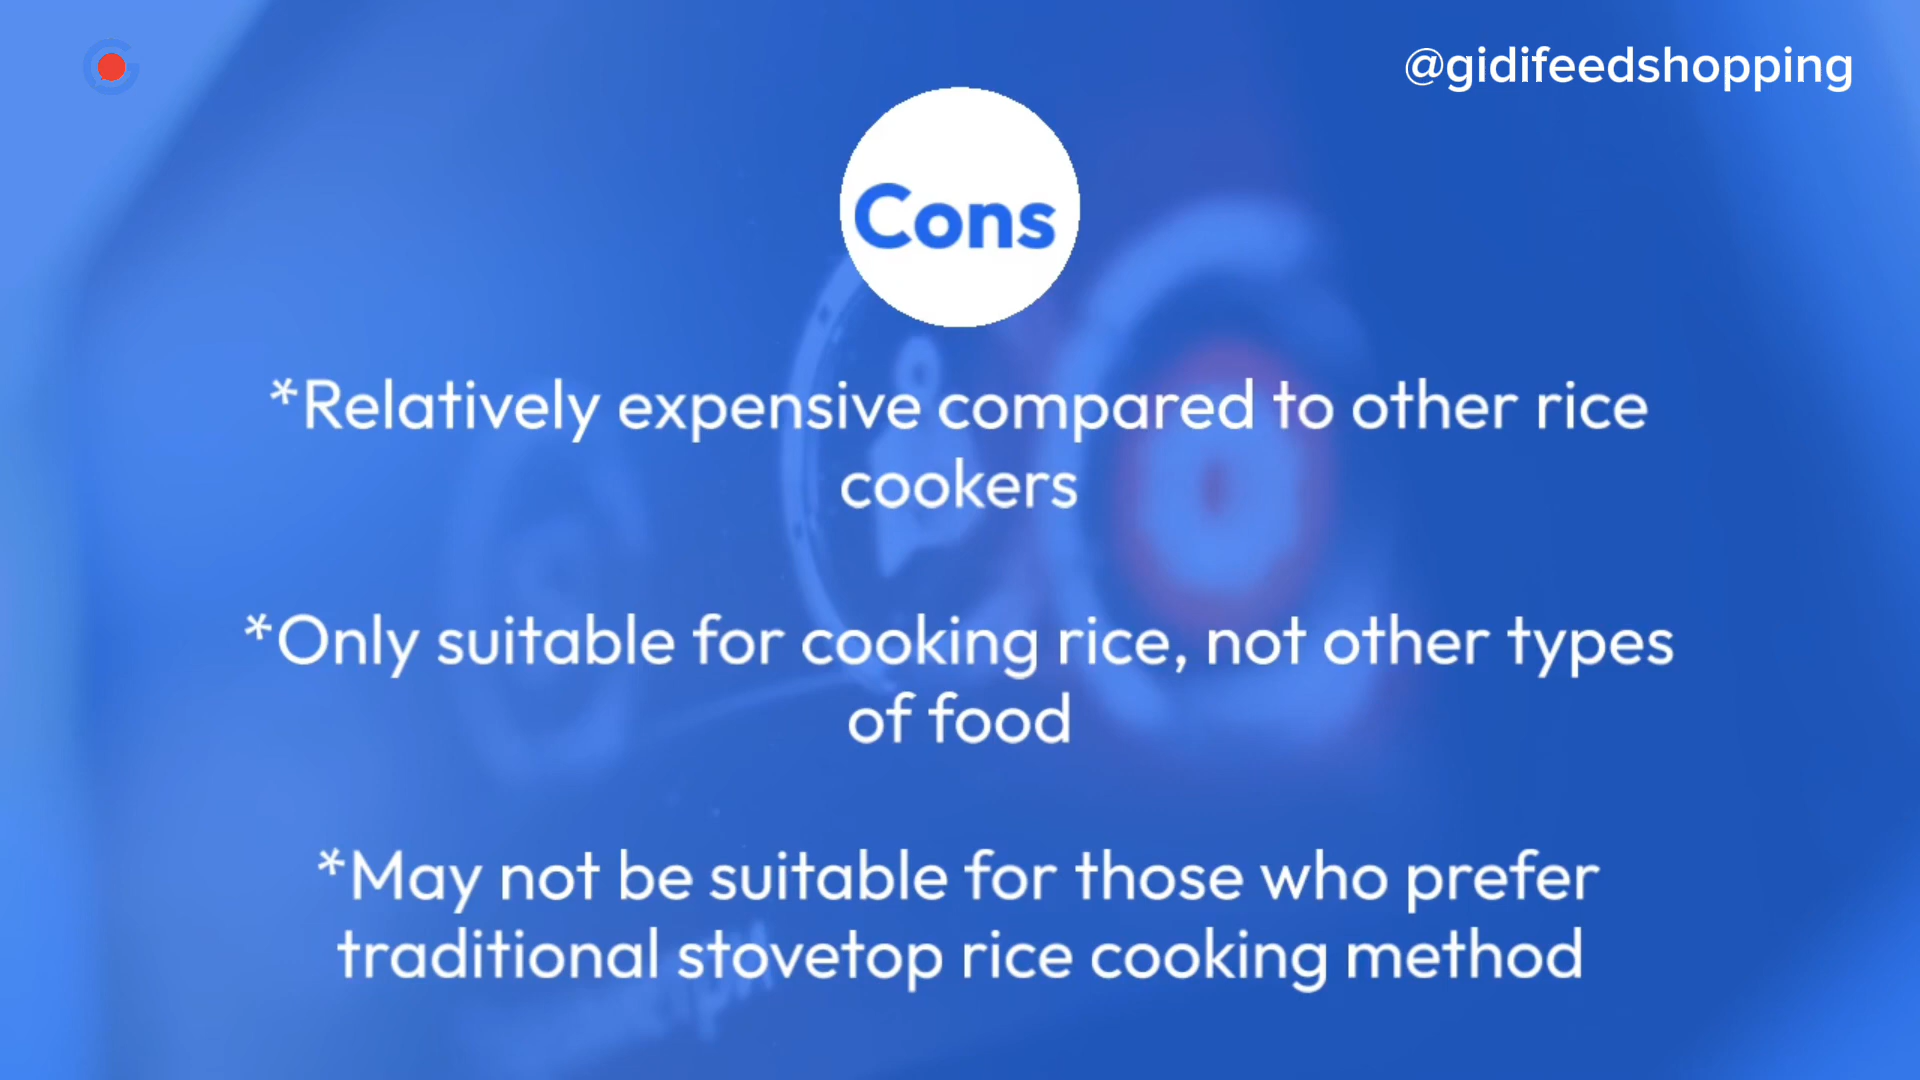 @gidifeedshopping
Cons
*Relatively expensive compared to other rice
cookers
*Only suitable for cooking rice, not other types
of food
*May not be suitable for those who prefer
traditional stovetop rice cooking method